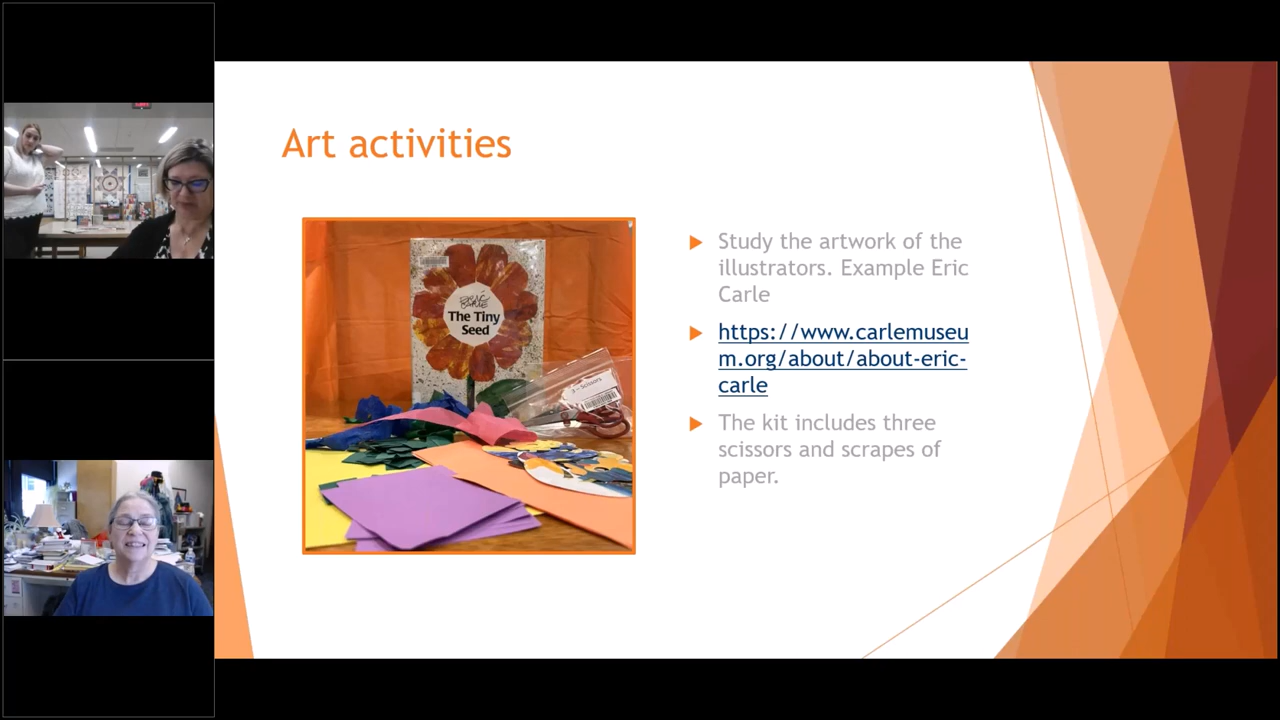 Art activities
Eric
Carle
The Tiny
Seed
3 - Scissors
Study the artwork of the
illustrators. Example Eric
Carle
https://www.carlemuseu
m.org/about/about-eric-
carle
The kit includes three
scissors and scrapes of
paper.